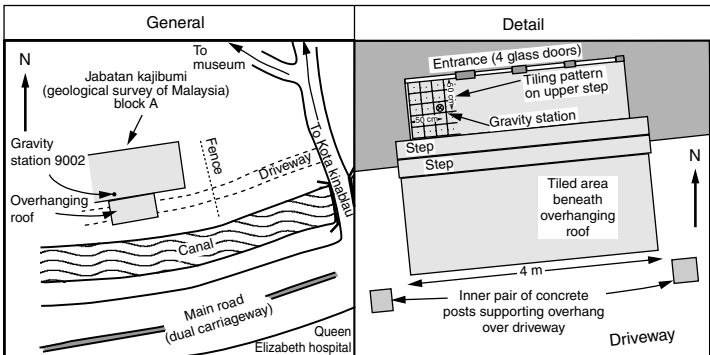 General
Detail
N
To
museum
Jabatan kajibumi
(geological survey of Malaysia)
block A
Gravity
station 9002
Overhanging
roof
Fence
Driveway
To Kota kinablau
Canal
Main road
(dual carriageway)
Queen
Elizabeth hospital
Entrance (4 glass doors)
Tiling pattern
on upper step
50 cm
50 cm
Gravity station
Step
Step
N
Tiled area
beneath
overhanging
roof
4 m
Inner pair of concrete
posts supporting overhang
over driveway
Driveway